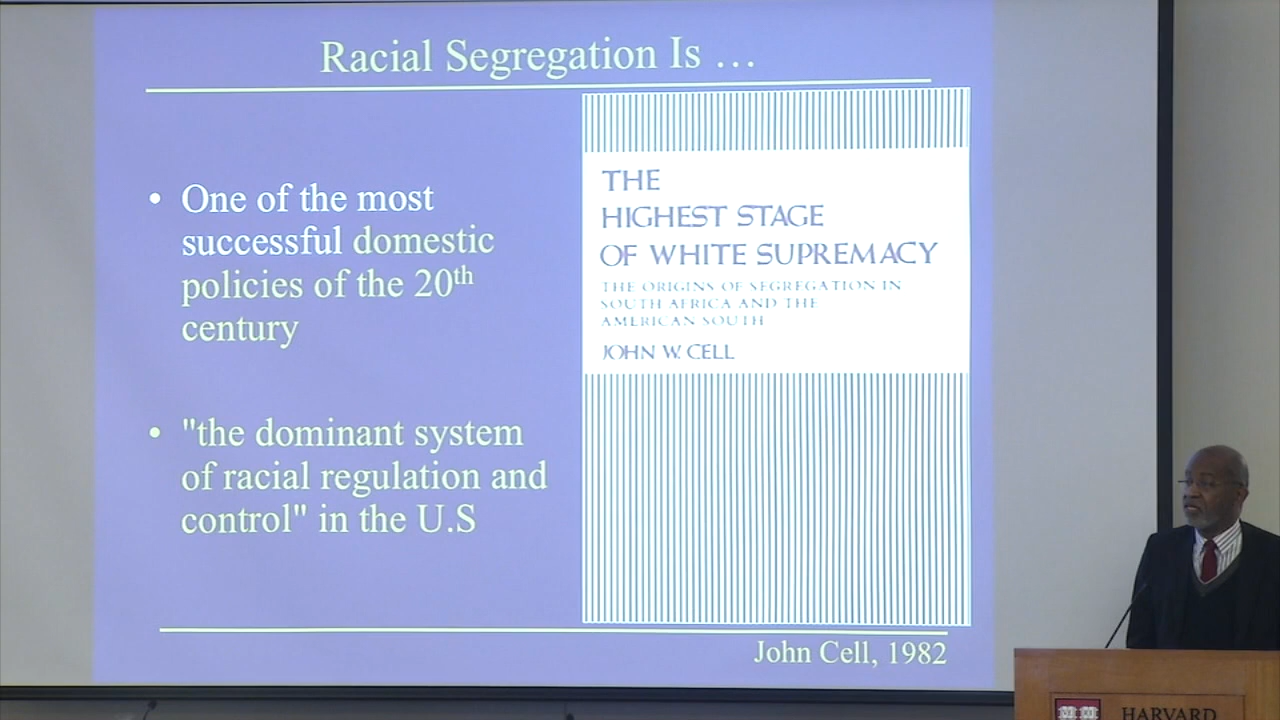 Racial Segregation Is ...
• One of the most
successful domestic
policies of the 20th
century
• "the dominant system
of racial regulation and
control" in the U.S
THE
HIGHEST STAGE
OF WHITE SUPREMACY
THE ORIGINS OF SEGREGATION IN
SOUTH AFRICA AND THE
AMERICAN SOUTH
JOHN W. CELL
John Cell, 1982
HARVARD